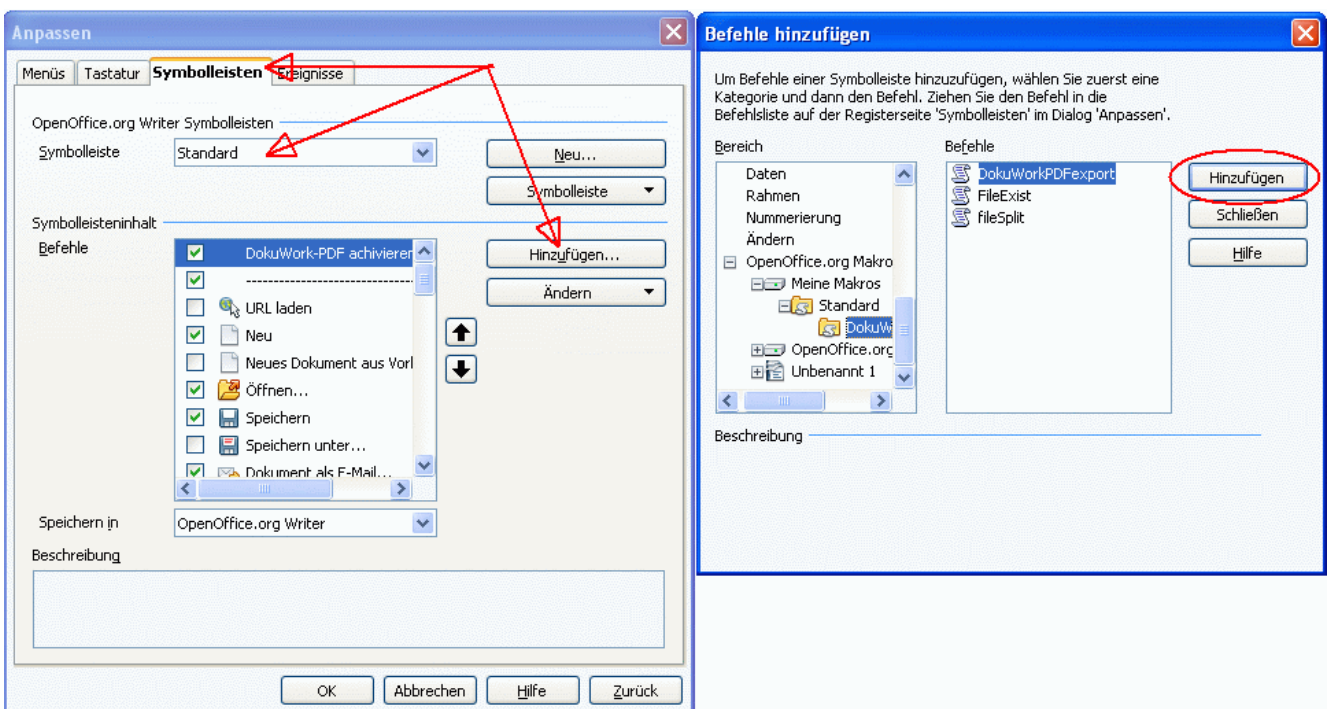 Anpassen
Menüs
Tastatur
Symbolleisten
Ereignisse
OpenOffice.org Writer Symbolleisten
Symbolleiste
Standard
Neu...
Symbolleiste
Symbolleisteninhalt
Befehle
DokuWork-PDF achivieren
Hinzufügen...
Ändern
--------------------------------
URL laden
Neu
Neues Dokument aus Vorl
Öffnen...
Speichern
Speichern unter...
Dokument als E-Mail...
Speichern in
OpenOffice.org Writer
Beschreibung
OK
Abbrechen
Hilfe
Zurück
Befehle hinzufügen
Um Befehle einer Symbolleiste hinzuzufügen, wählen Sie zuerst eine
Kategorie und dann den Befehl. Ziehen Sie den Befehl in die
Befehlsliste auf der Registerseite 'Symbolleisten' im Dialog 'Anpassen'.
Bereich
Daten
Rahmen
Nummerierung
Ändern
OpenOffice.org Makro
Meine Makros
Standard
DokuW
OpenOffice.org
Unbenannt 1
Befehle
DokuWorkPDFexport
FileExist
fileSplit
Hinzufügen
Schließen
Hilfe
Beschreibung